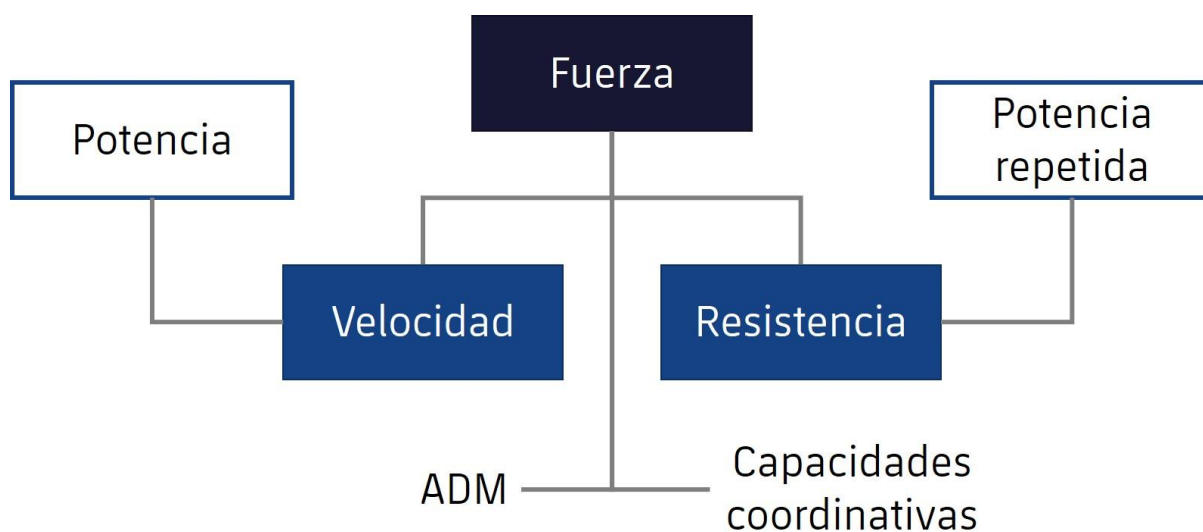 Fuerza
Potencia
Potencia
repetida
Velocidad
Resistencia
ADM
Capacidades
coordinativas